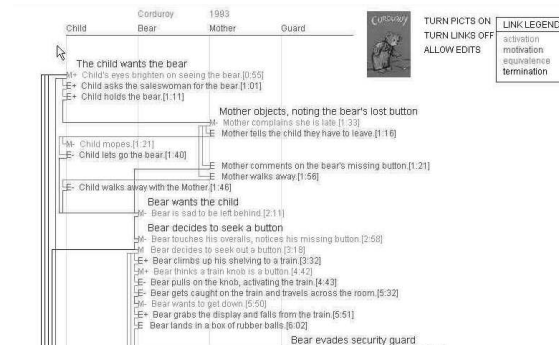 Corduroy 1993
Child Bear Mother Guard
CORDUROY
TURN PICTS ON
TURN LINKS OFF
ALLOW EDITS
LINK LEGEND
activation
motivation
equivalence
termination
The child wants the bear
M+ Child's eyes brighten on seeing the bear.[0:55]
E+ Child asks the saleswoman for the bear.[1:01]
E+ Child holds the bear.[1:11]
Mother objects, noting the bear's lost button
M- Mother complains she is late.[1:33]
E Mother tells the child they have to leave.[1:16]
M- Child mopes.[1:21]
E- Child lets go the bear.[1:40]
E Mother comments on the bear's missing button.[1:21]
E Mother walks away.[1:56]
E- Child walks away with the Mother.[1:46]
Bear wants the child
M- Bear is sad to be left behind.[2:11]
Bear decides to seek a button
M- Bear touches his overalls, notices his missing button.[2:58]
M Bear decides to seek out a button.[3:18]
E+ Bear climbs up his shelving to a train.[3:32]
M+ Bear thinks a train knob is a button.[4:42]
E- Bear pulls on the knob, activating the train.[4:43]
E- Bear gets caught on the train and travels across the room.[5:32]
M- Bear wants to get down.[5:50]
E+ Bear grabs the display and falls from the train.[5:51]
E Bear lands in a box of rubber balls.[6:02]
Bear evades security guard